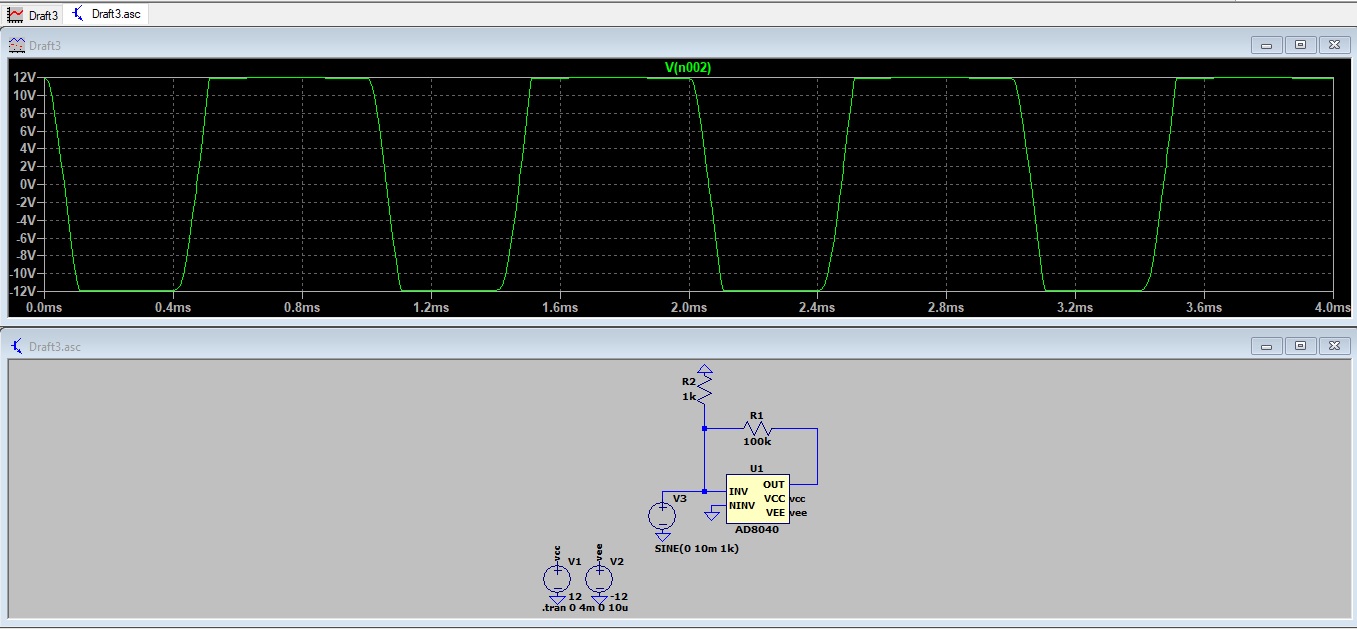 Draft3 Draft3.asc
Draft3
V(n002)
12V
10V
8V
6V
4V
2V
0V
-2V
-4V
-6V
-8V
-10V
-12V
0.0ms 0.4ms 0.8ms 1.2ms 1.6ms 2.0ms 2.4ms 2.8ms 3.2ms 3.6ms 4.0ms
Draft3.asc
R2
1k
R1
100k
U1
INV OUT
NINV VCC vcc
VEE vee
AD8040
V3
SINE(0 10m 1k)
vcc vee
V1 V2
12 -12
.tran 0 4m 0 10u